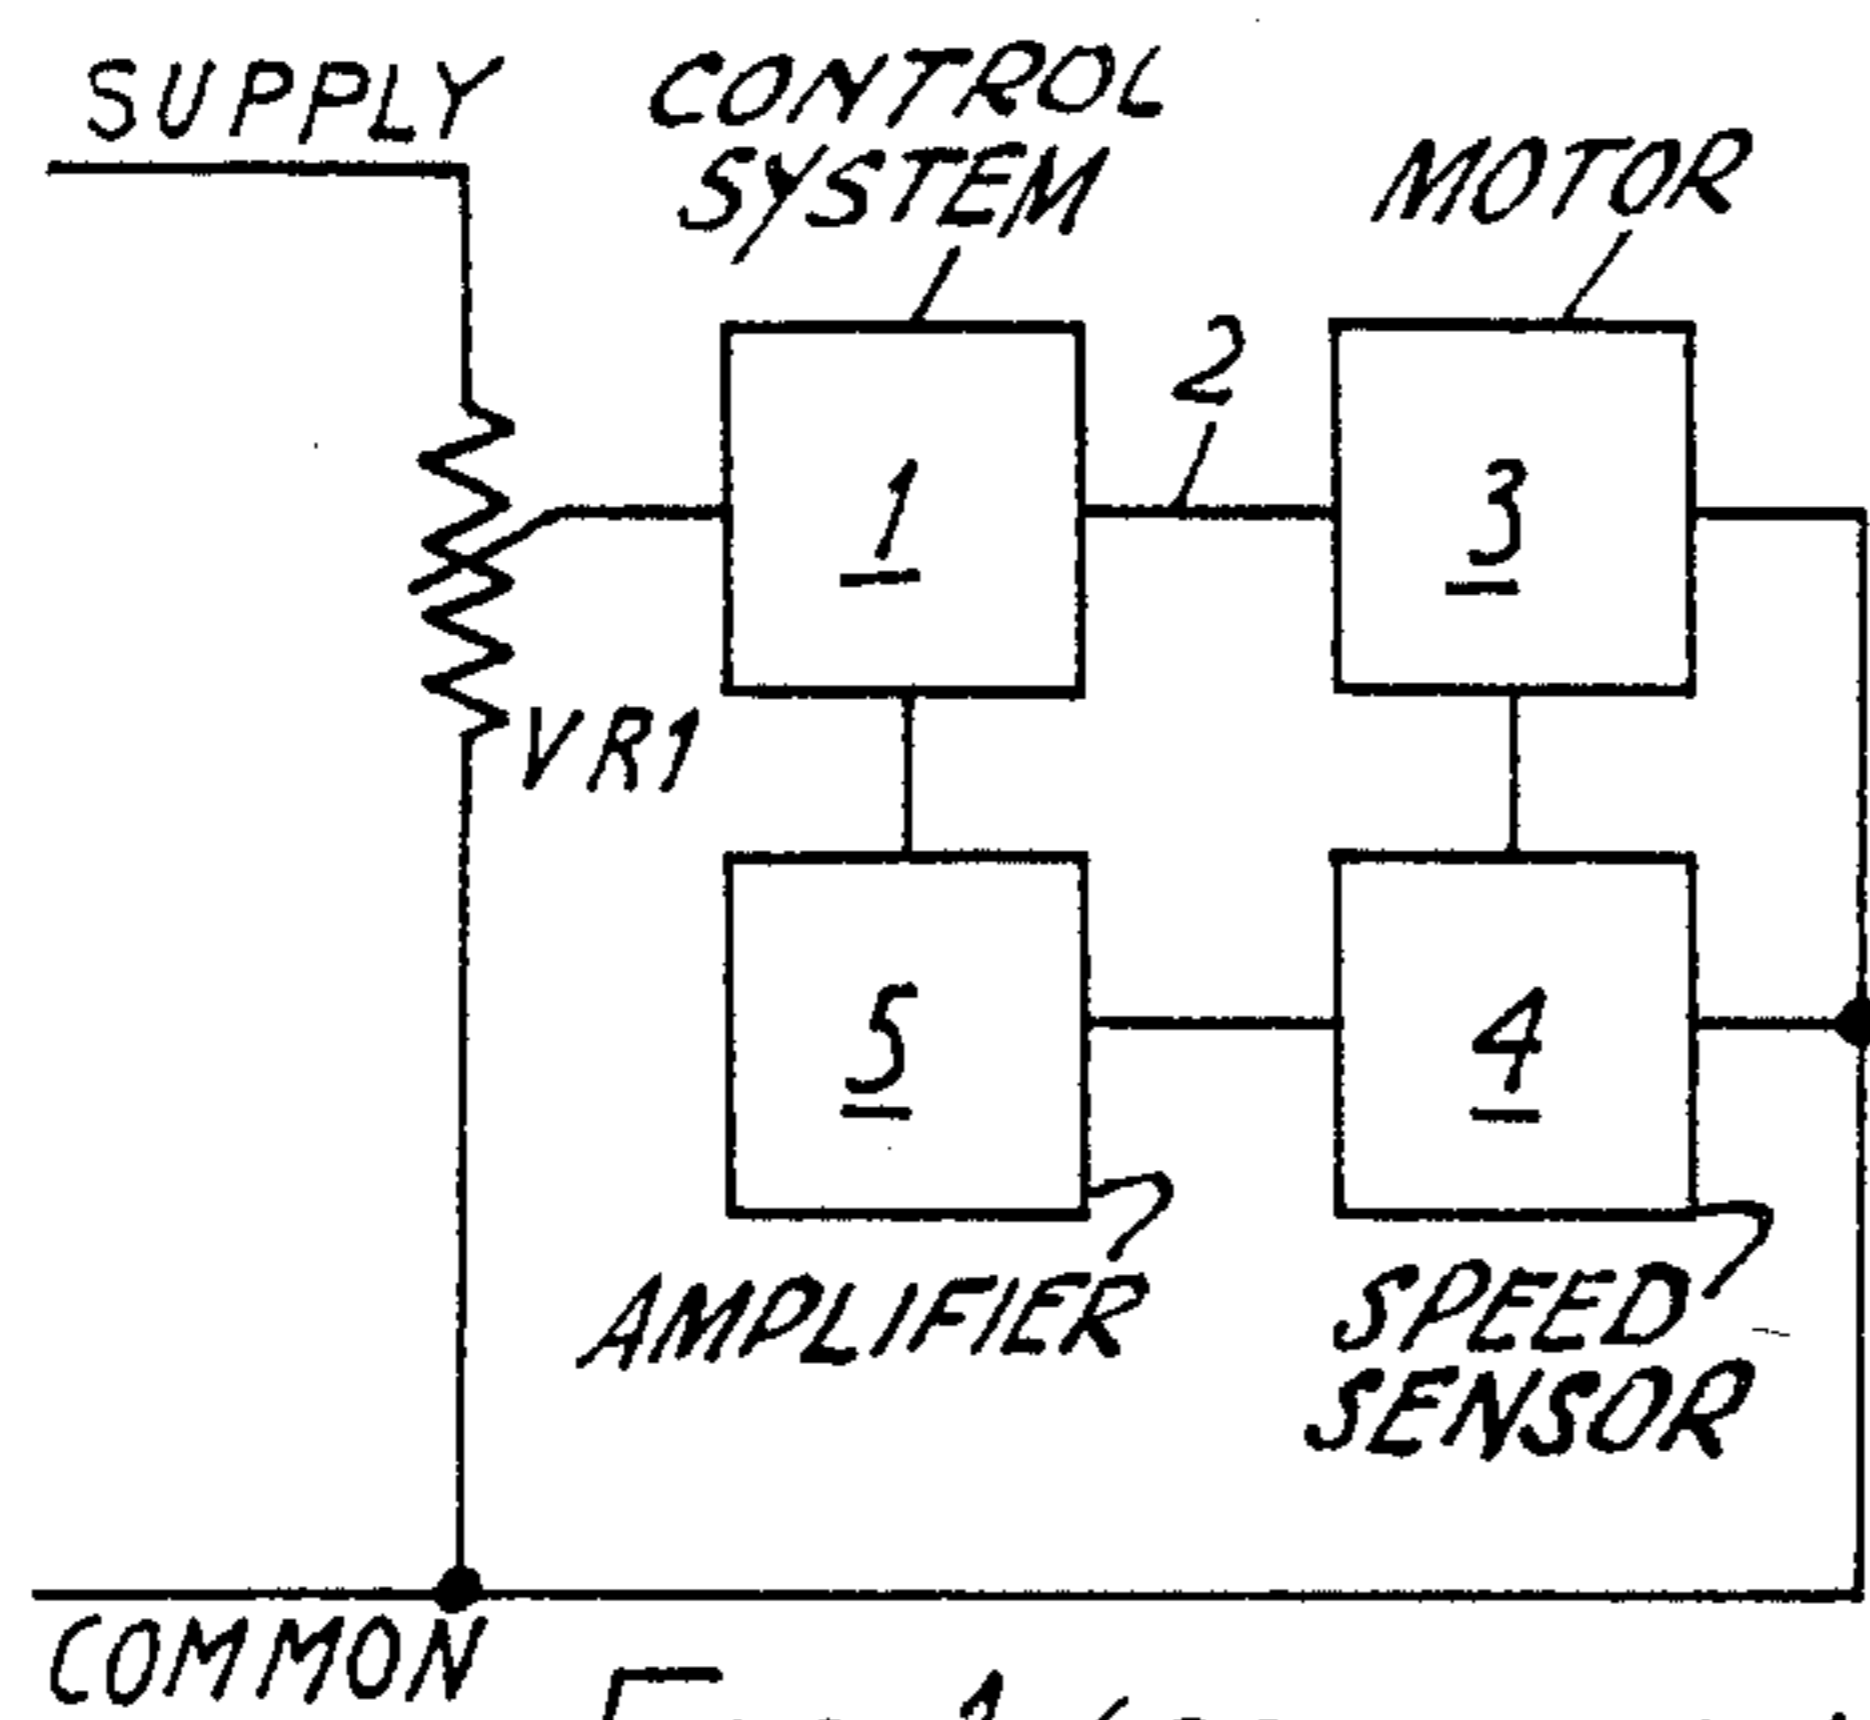 SUPPLY
CONTROL
SYSTEM
MOTOR
2
1
3
VR1
5
4
AMPLIFIER
SPEED
SENSOR
COMMON